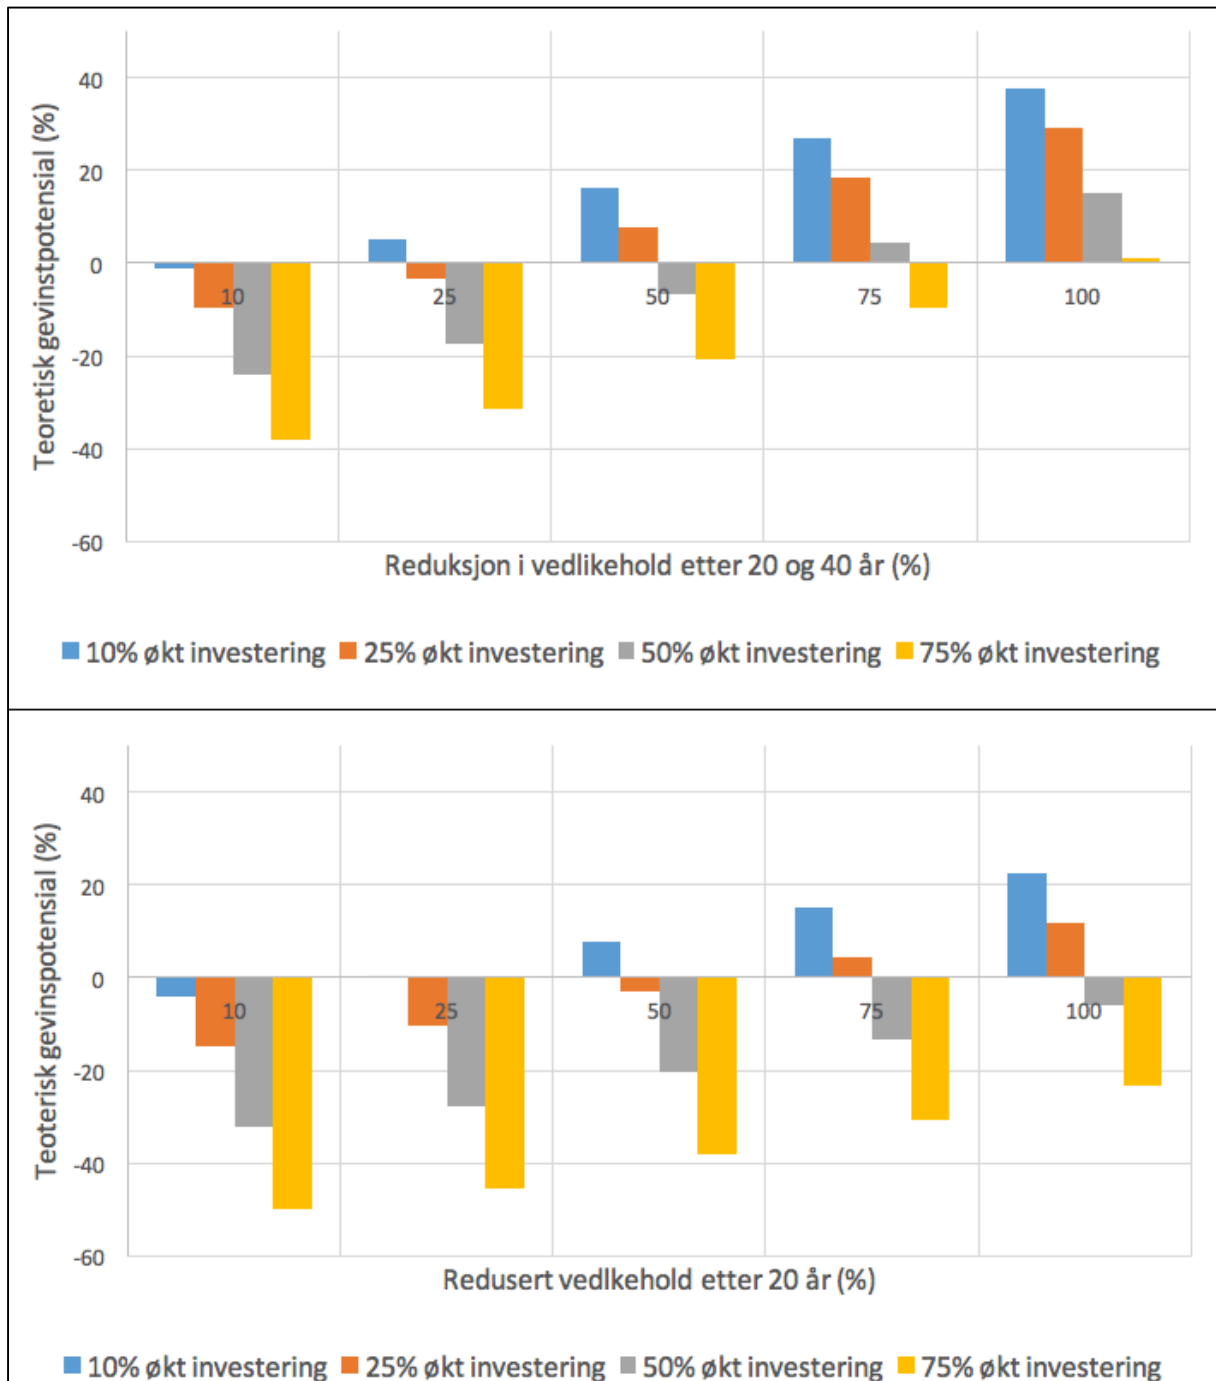 40
20
0
-20
-40
-60
Teoretisk gevinstpotensial (%)
10 25 50 75 100
Reduksjon i vedlikehold etter 20 og 40 år (%)
10% økt investering 25% økt investering 50% økt investering 75% økt investering
40
20
0
-20
-40
-60
Teoterisk gevinspotensial (%)
10 25 50 75 100
Redusert vedlkehold etter 20 år (%)
10% økt investering 25% økt investering 50% økt investering 75% økt investering